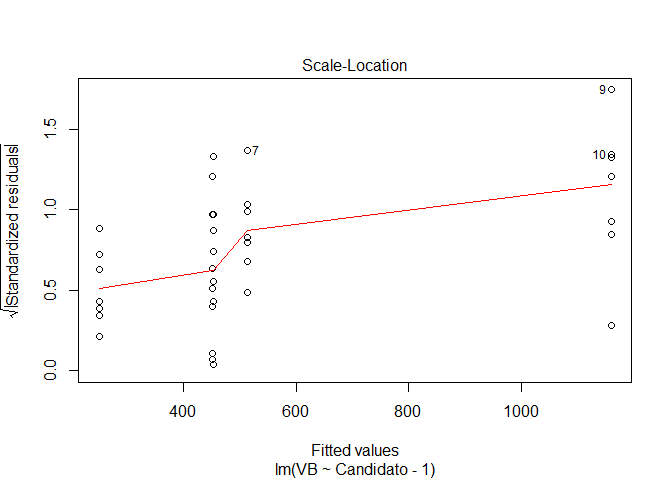 Scale-Location
√|Standardized residuals|
0.0
0.5
1.0
1.5
9
10
7
400
600
800
1000
Fitted values
lm(VB ~ Candidato - 1)